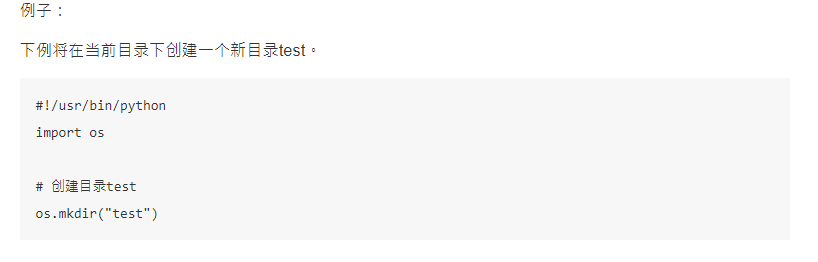 例子：
下例将在当前目录下创建一个新目录test。
#!/usr/bin/python
import os
# 创建目录test
os.mkdir("test")